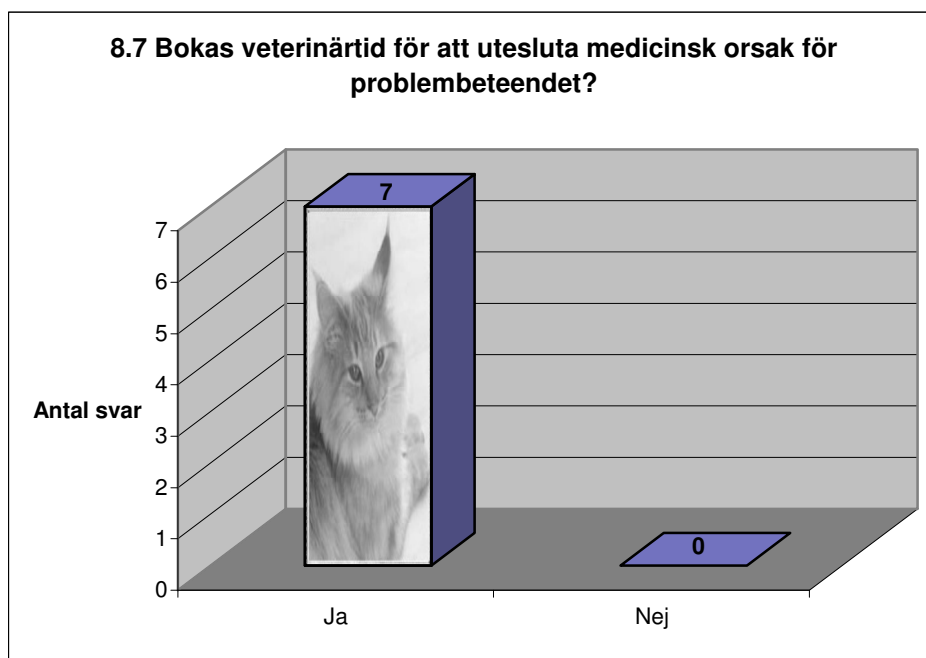 8.7 Bokas veterinärtid för att utesluta medicinsk orsak för
problembeteendet?
7
7
6
5
4
3
2
1
0
Antal svar
0
Ja
Nej